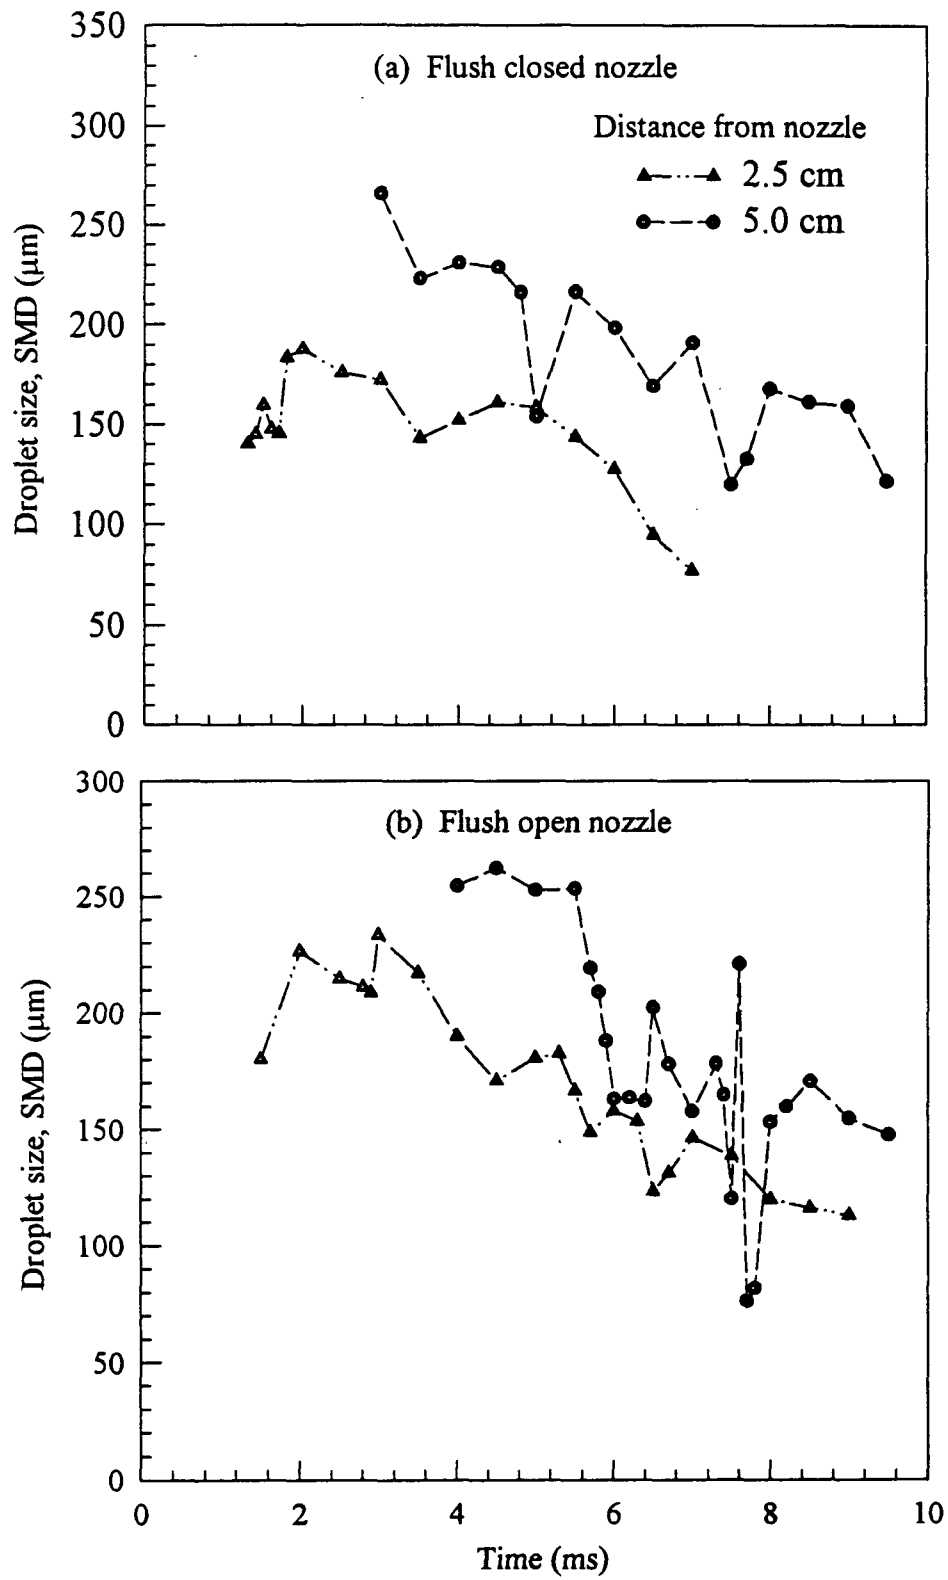 350
(a) Flush closed nozzle
300
Distance from nozzle
2.5 cm
250
5.0 cm
200
150
100
50
0
Droplet size, SMD (μm)
300
(b) Flush open nozzle
250
200
150
100
50
0
Droplet size, SMD (μm)
0 2 4 6 8 10
Time (ms)